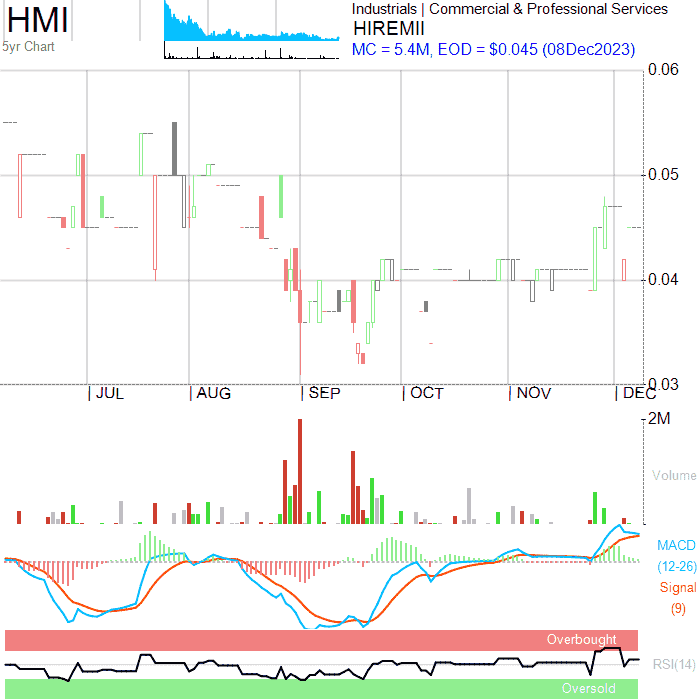 HMI
5yr Chart
Industrials | Commercial & Professional Services
HIREMII
MC = 5.4M, EOD = $0.045 (08Dec2023)
0.06
0.05
0.04
0.03
JUL AUG SEP OCT NOV DEC
2M
Volume
MACD
(12-26)
Signal
(9)
Overbought
RSI(14)
Oversold